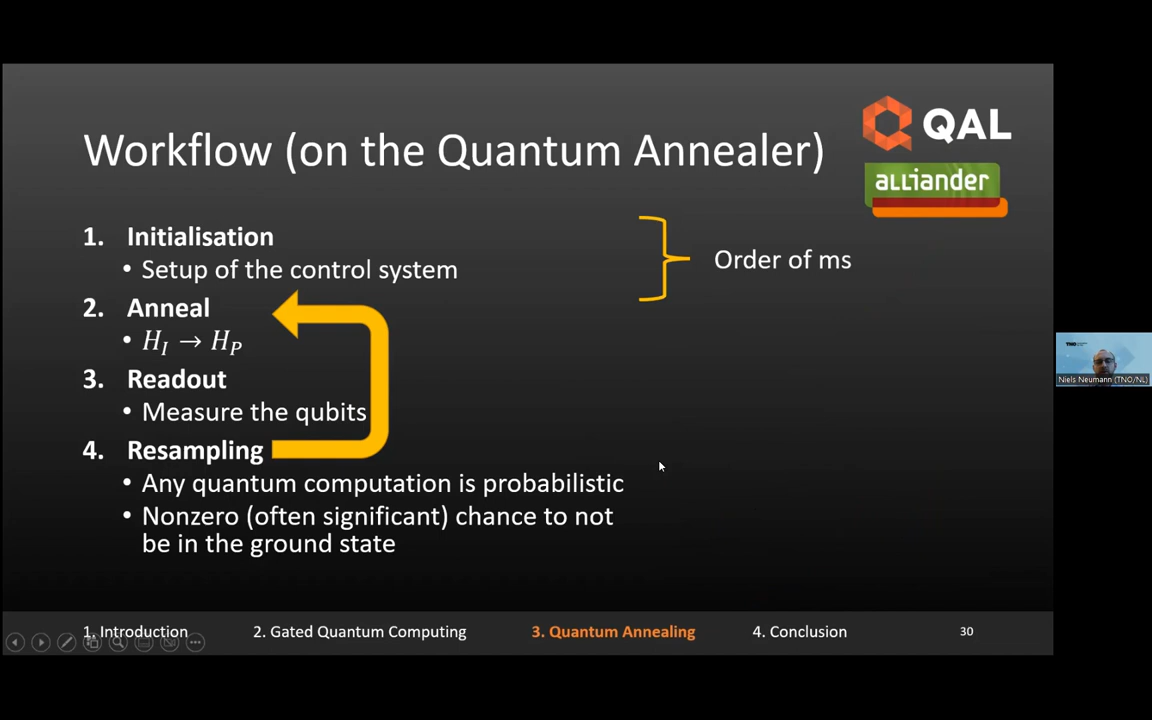 Workflow (on the Quantum Annealer)
QAL
alliander
1. Initialisation
• Setup of the control system
Order of ms
2. Anneal
• H_I → H_P
3. Readout
• Measure the qubits
4. Resampling
• Any quantum computation is probabilistic
• Nonzero (often significant) chance to not
be in the ground state
TNO
Niels Neumann (TNO/NL)
1. Introduction
2. Gated Quantum Computing
3. Quantum Annealing
4. Conclusion
30